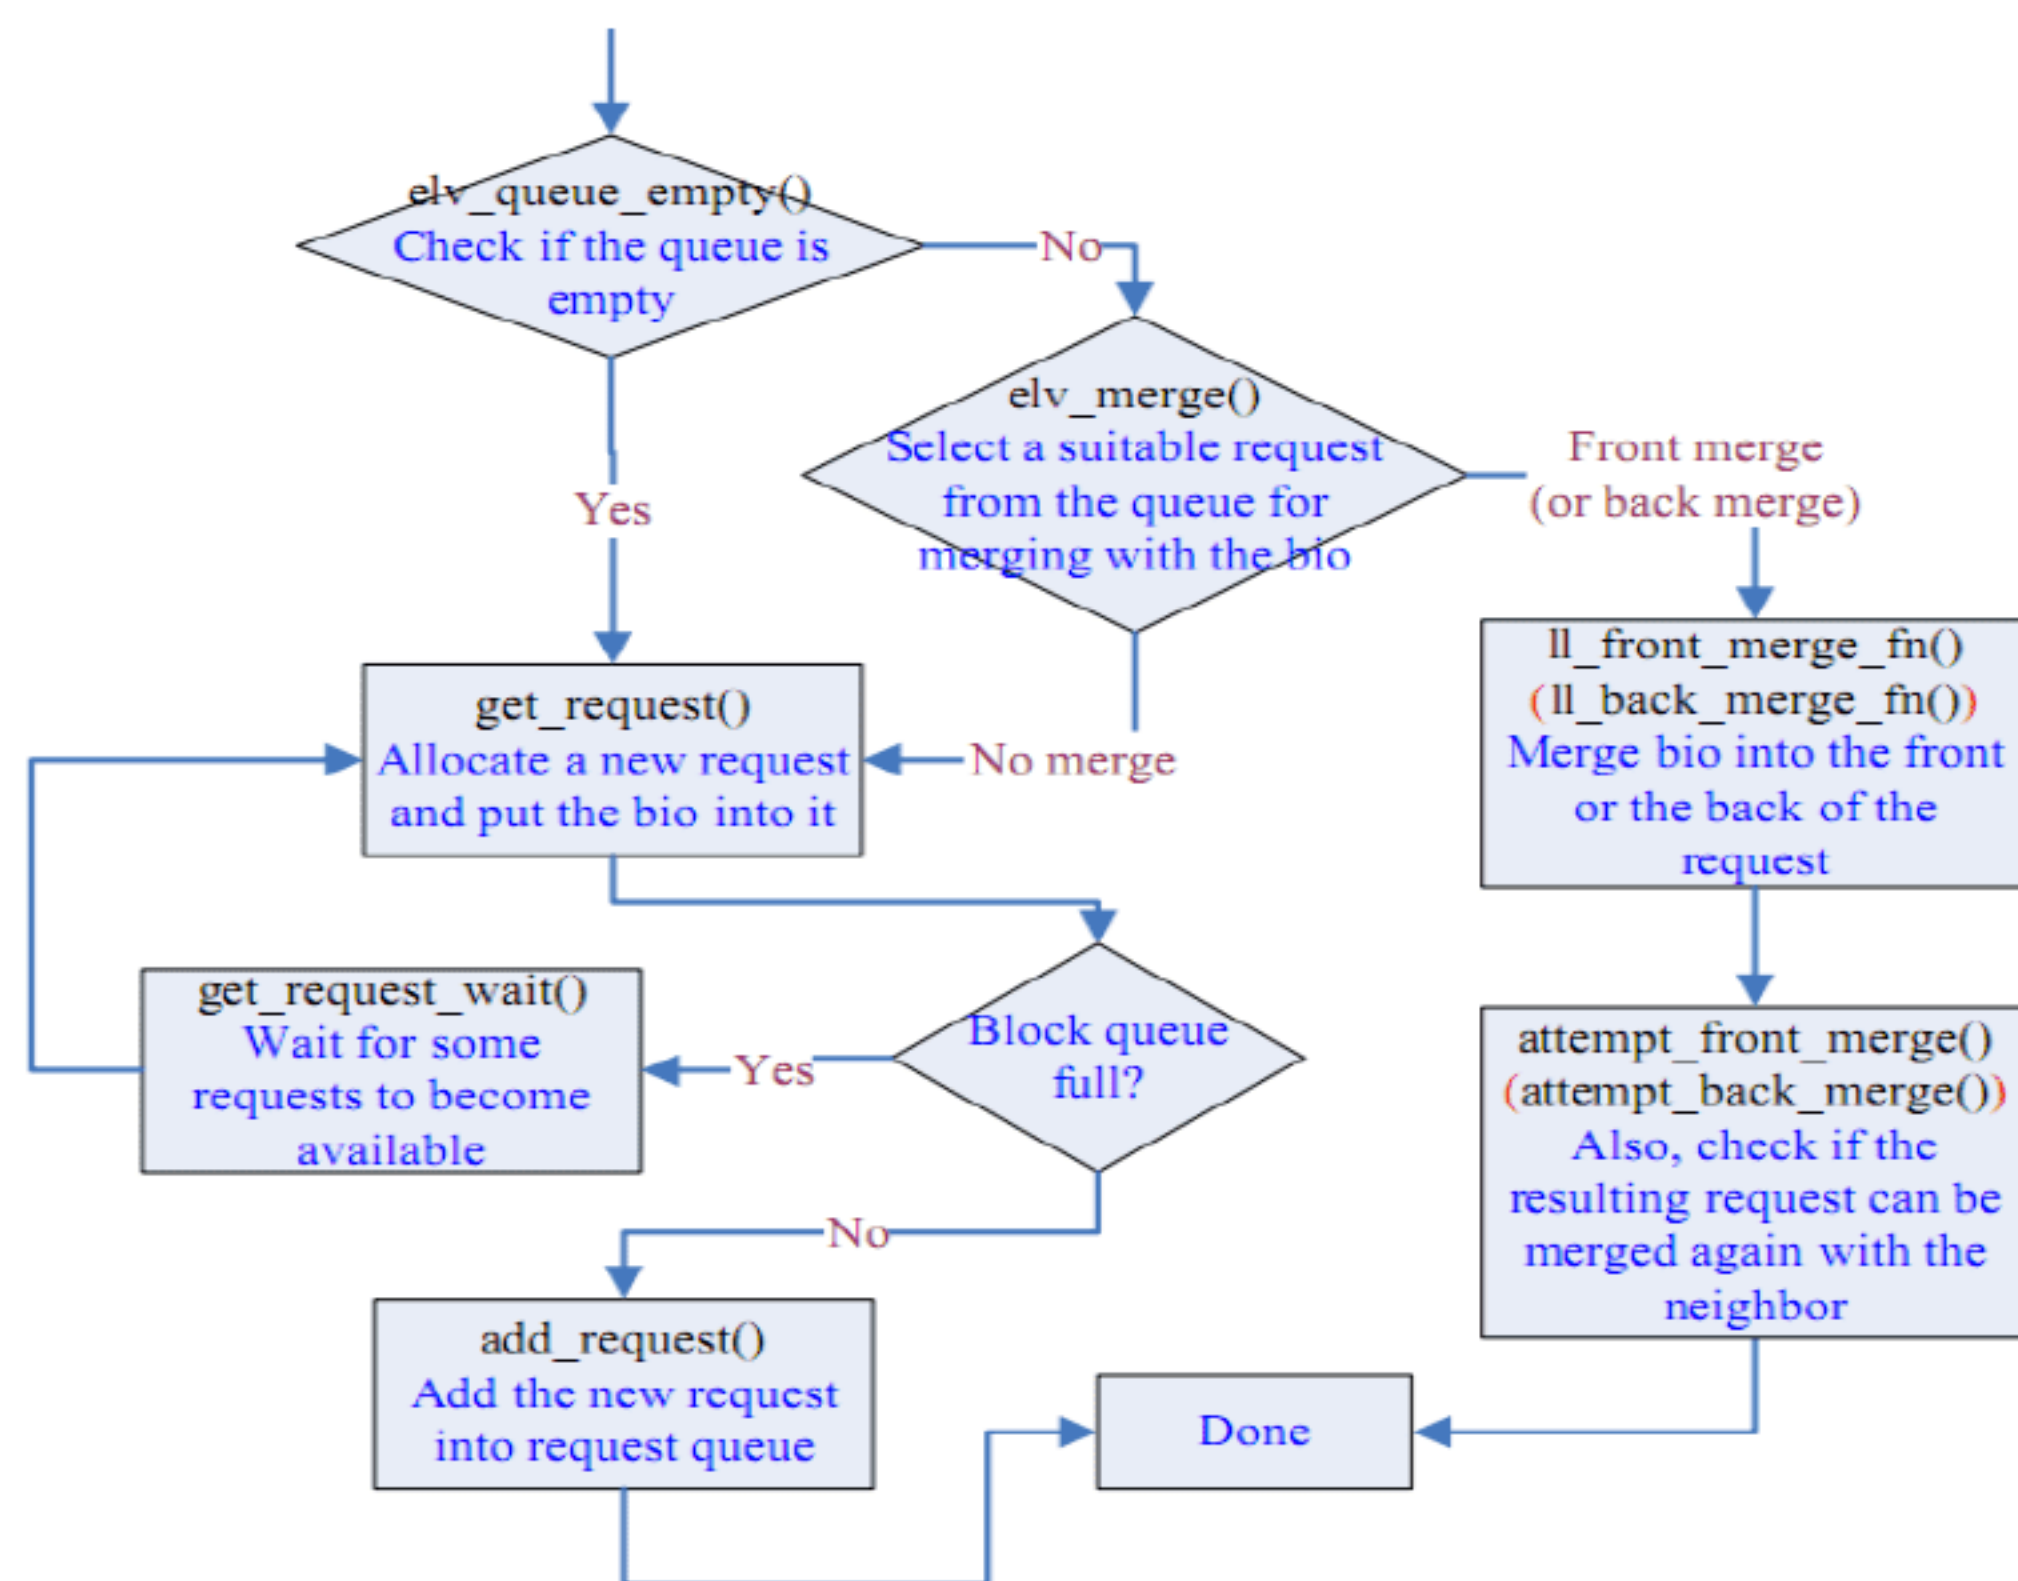 elv_queue_empty()
Check if the queue is
empty
No
elv_merge()
Select a suitable request
from the queue for
merging with the bio
Front merge
(or back merge)
Yes
ll_front_merge_fn()
(ll_back_merge_fn())
Merge bio into the front
or the back of the
request
get_request()
Allocate a new request
and put the bio into it
No merge
get_request_wait()
Wait for some
requests to become
available
Yes
Block queue
full?
attempt_front_merge()
(attempt_back_merge())
Also, check if the
resulting request can be
merged again with the
neighbor
No
add_request()
Add the new request
into request queue
Done